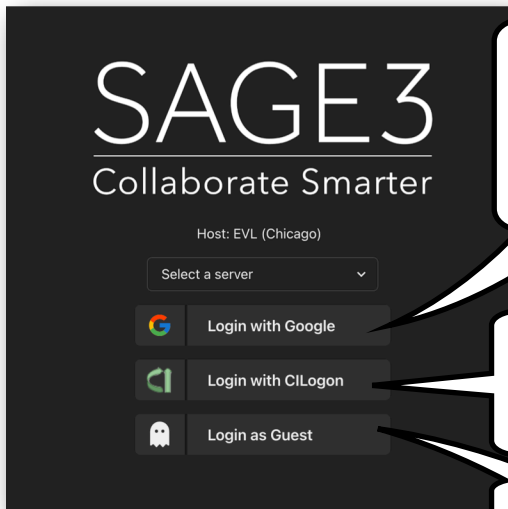 SAGE3
Collaborate Smarter
Host: EVL (Chicago)
Select a server
Login with Google
Login with CILogon
Login as Guest